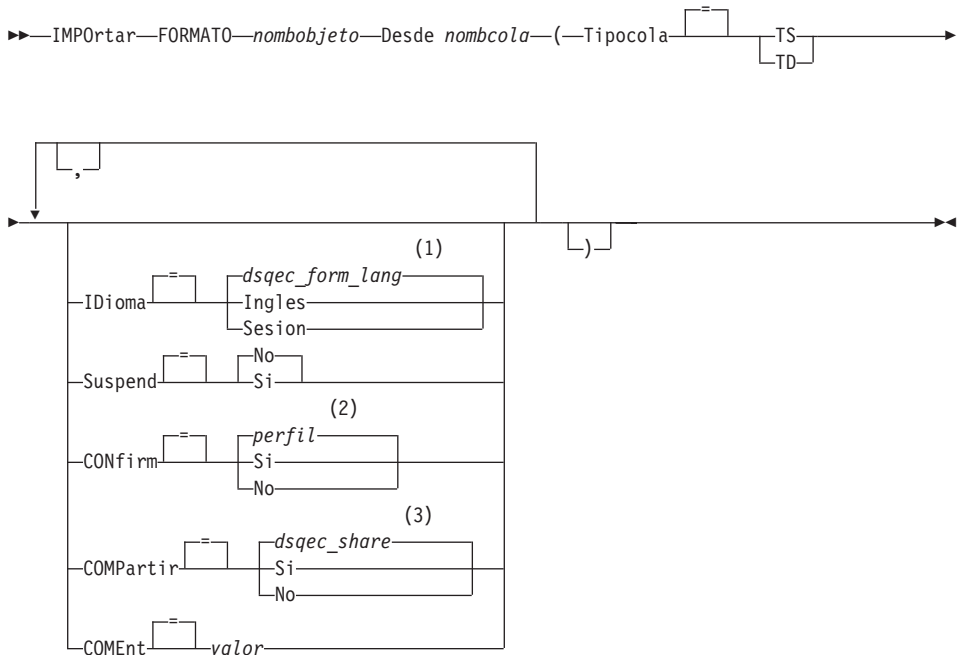 =
IMPOrtar FORMATO nombobjeto Desde nombcola ( Tipocola TS
TD
,
)
(1)
= dsqec_form_lang
IDioma Ingles
Sesion
= No
Suspend Si
(2)
= perfil
CONfirm Si
No
(3)
= dsqec_share
COMPartir Si
No
=
COMEnt valor